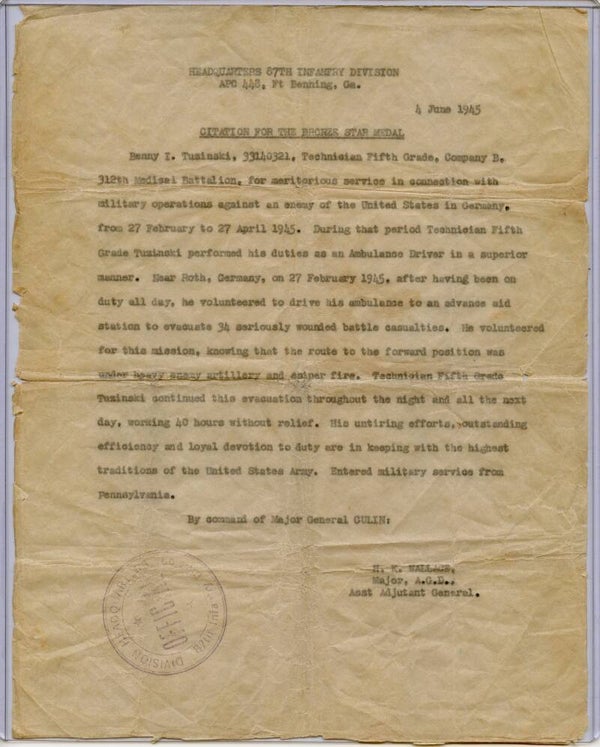 HEADQUARTERS 87TH INFANTRY DIVISION
APO 448, Ft Benning, Ga.
4 June 1945
CITATION FOR THE BRONZE STAR MEDAL
Benny I. Tuzinski, 33140321, Technician Fifth Grade, Company B,
312th Medical Battalion, for meritorious service in connection with
military operations against an enemy of the United States in Germany,
from 27 February to 27 April 1945. During that period Technician Fifth
Grade Tuzinski performed his duties as an Ambulance Driver in a superior
manner. Near Roth, Germany, on 27 February 1945, after having been on
duty all day, he volunteered to drive his ambulance to an advance aid
station to evacuate 34 seriously wounded battle casualties. He volunteered
for this mission, knowing that the route to the forward position was
under heavy enemy artillery and sniper fire. Technician Fifth Grade
Tuzinski continued this evacuation throughout the night and all the next
day, working 40 hours without relief. His untiring efforts, outstanding
efficiency and loyal devotion to duty are in keeping with the highest
traditions of the United States Army. Entered military service from
Pennsylvania.
By command of Major General CULIN:
H. K. WALLACE,
Major, A.G.D.,
Asst Adjutant General.
OFFICIAL
DIVISION HEADQUARTERS